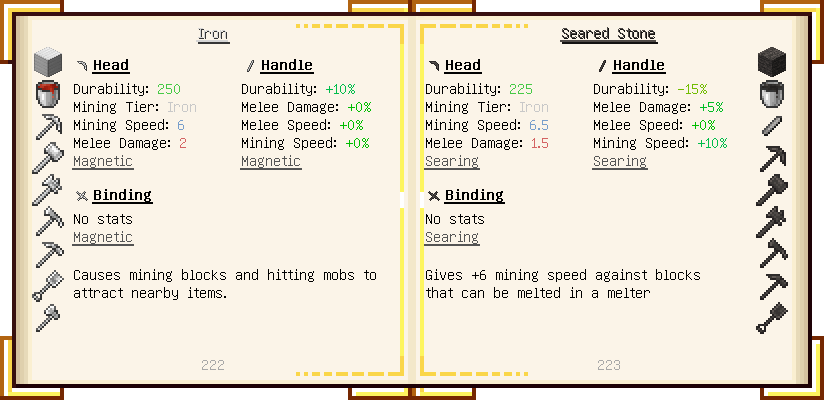 Iron
Head
Durability: 250
Mining Tier: Iron
Mining Speed: 6
Melee Damage: 2
Magnetic
Handle
Durability: +10%
Melee Damage: +0%
Melee Speed: +0%
Mining Speed: +0%
Magnetic
Binding
No stats
Magnetic
Causes mining blocks and hitting mobs to
attract nearby items.
222
Seared Stone
Head
Durability: 225
Mining Tier: Iron
Mining Speed: 6.5
Melee Damage: 1.5
Searing
Handle
Durability: -15%
Melee Damage: +5%
Melee Speed: +0%
Mining Speed: +10%
Searing
Binding
No stats
Searing
Gives +6 mining speed against blocks
that can be melted in a melter
223